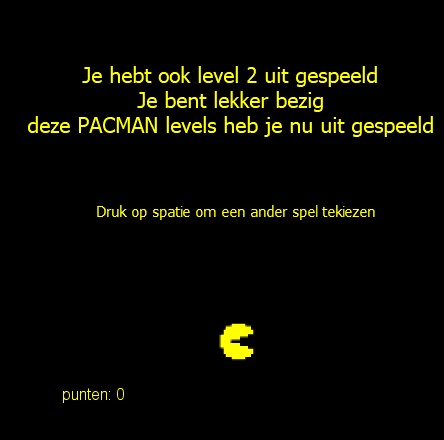 Je hebt ook level 2 uit gespeeld
Je bent lekker bezig
deze PACMAN levels heb je nu uit gespeeld
Druk op spatie om een ander spel tekiezen
punten: 0